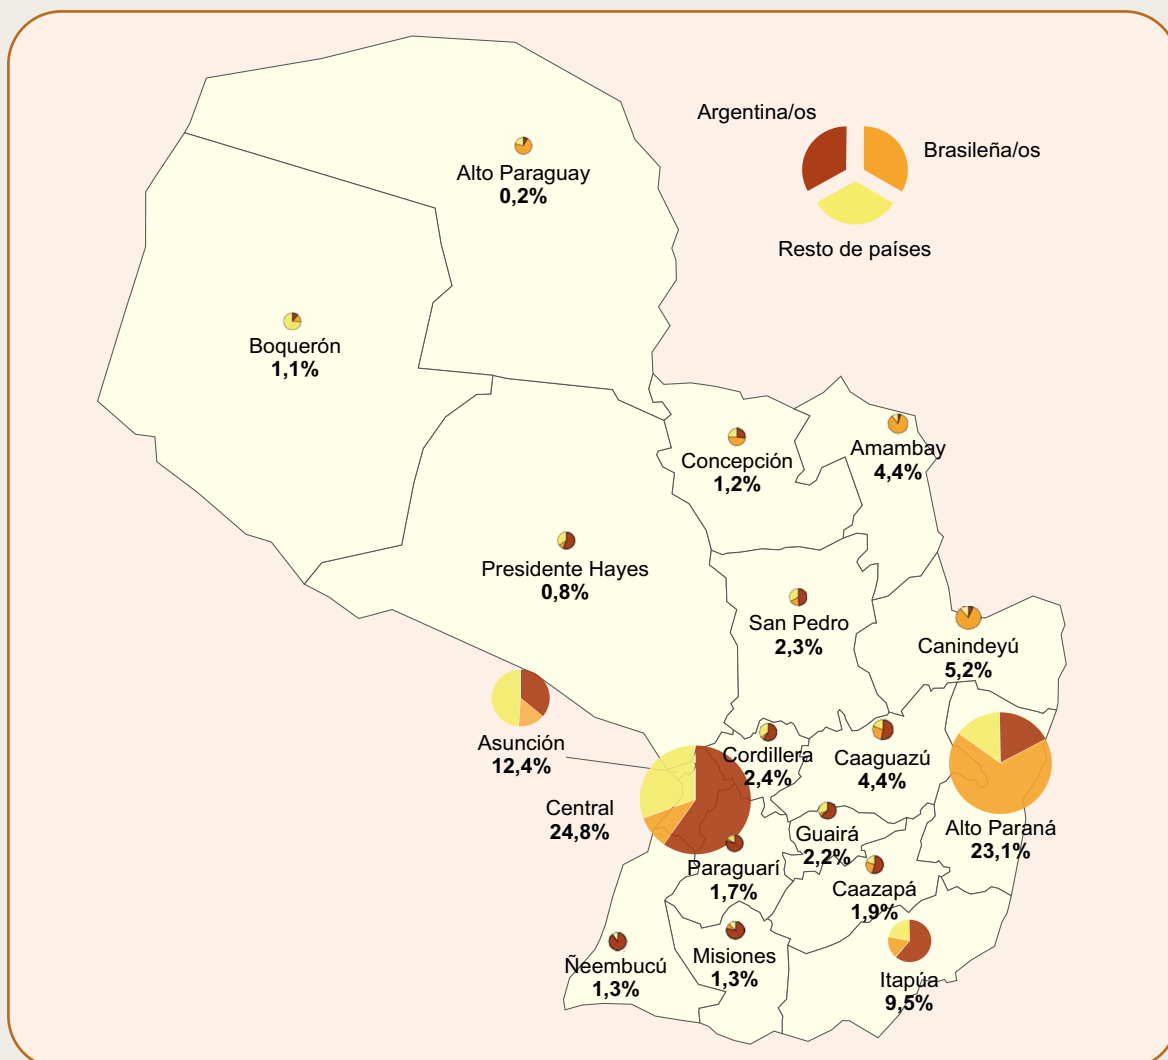 Argentina/os
Brasileña/os
Resto de países
Alto Paraguay
0,2%
Boquerón
1,1%
Concepción
1,2%
Amambay
4,4%
Presidente Hayes
0,8%
San Pedro
2,3%
Canindeyú
5,2%
Asunción
12,4%
Cordillera
2,4%
Caaguazú
4,4%
Central
24,8%
Alto Paraná
23,1%
Guairá
2,2%
Paraguarí
1,7%
Caazapá
1,9%
Ñeembucú
1,3%
Misiones
1,3%
Itapúa
9,5%